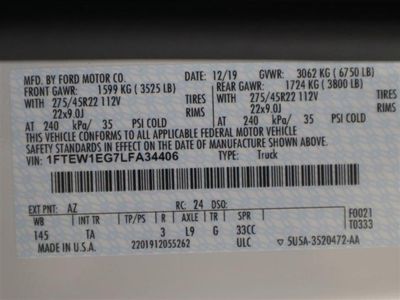 MFD. BY FORD MOTOR CO.
DATE: 12/19 GVWR: 3062 KG (6750 LB)
FRONT GAWR: 1599 KG (3525 LB) REAR GAWR: 1724 KG (3800 LB)
WITH 275/45R22 112V TIRES WITH 275/45R22 112V TIRES
22x9.0J RIMS 22x9.0J RIMS
AT 240 kPa/ 35 PSI COLD AT 240 kPa/ 35 PSI COLD
THIS VEHICLE CONFORMS TO ALL APPLICABLE FEDERAL MOTOR VEHICLE
SAFETY STANDARDS IN EFFECT ON THE DATE OF MANUFACTURE SHOWN ABOVE.
VIN: 1FTEW1EG7LFA34406 TYPE: Truck
EXT PNT: AZ RC: 24 DSO: F0021
WB INT TR TP/PS R AXLE TR SPR T0333
145 TA 3 L9 G 33CC
MADE IN U.S.A. 2201912055262 ULC 5U5A-3520472-AA